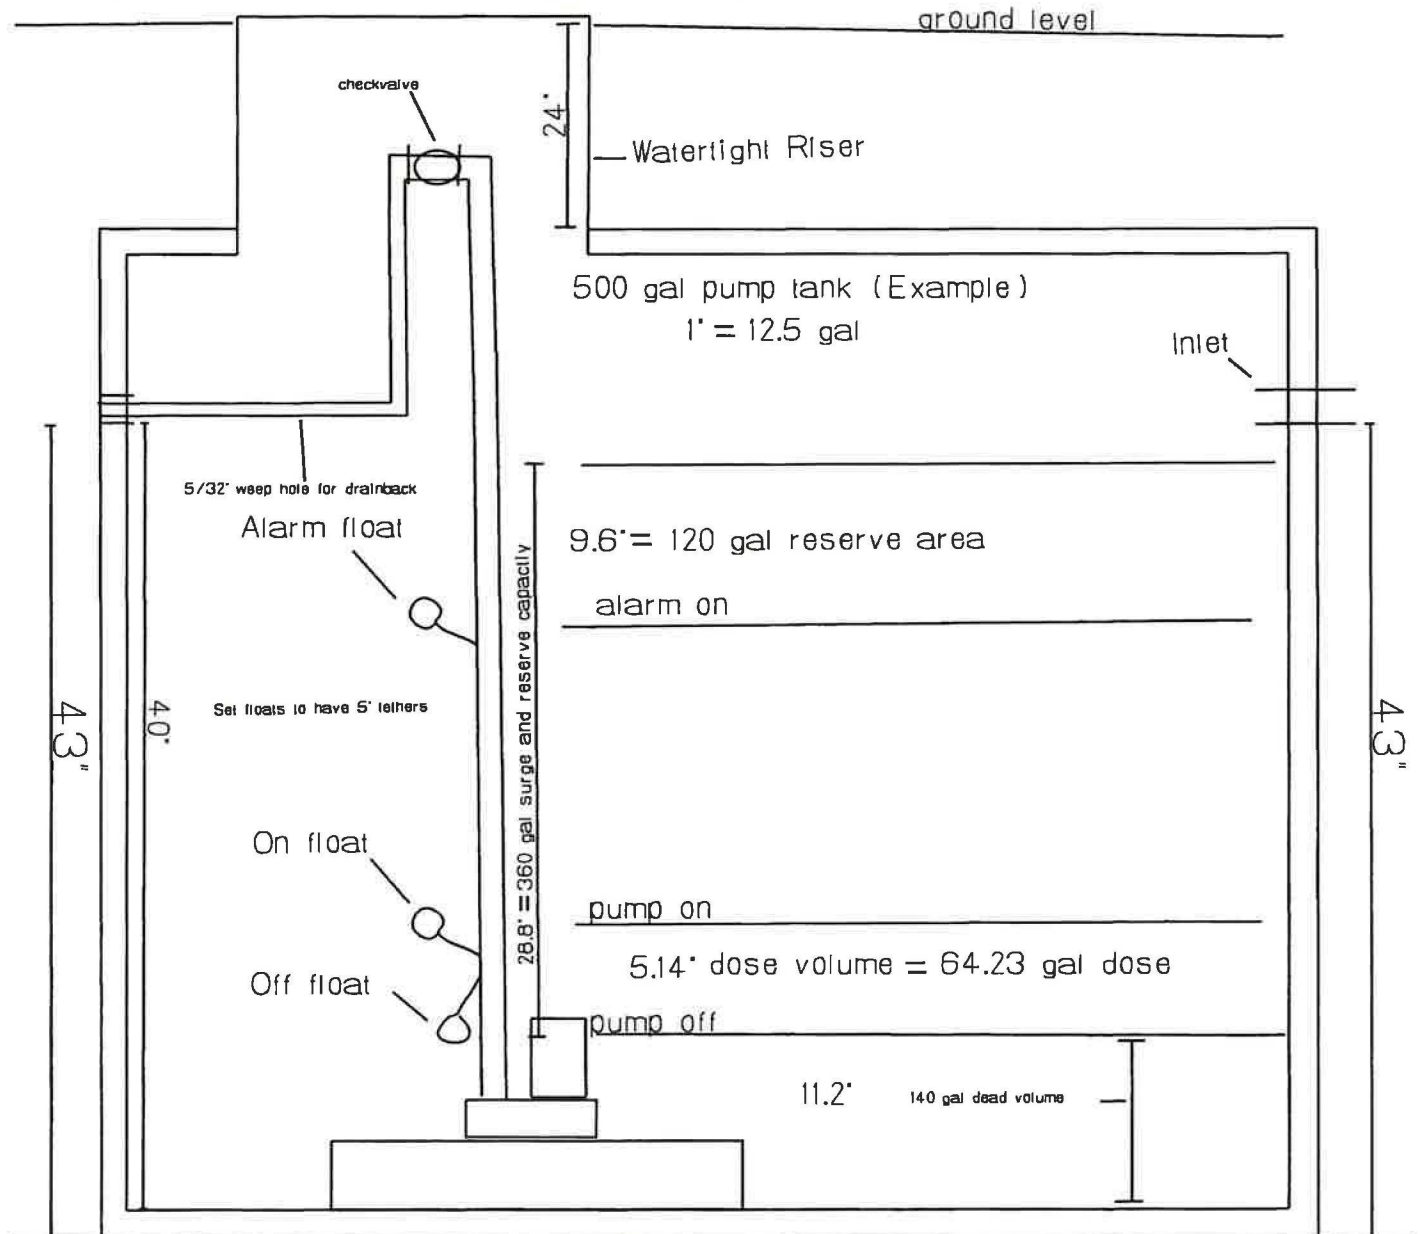 ground level
checkvalve
24"
Watertight Riser
500 gal pump tank (Example)
1" = 12.5 gal
Inlet
5/32" weep hole for drainback
Alarm float
9.6" = 120 gal reserve area
alarm on
28.8" = 360 gal surge and reserve capacity
43"
40"
Set floats to have 5" tethers
43"
On float
pump on
5.14" dose volume = 64.23 gal dose
Off float
pump off
11.2"
140 gal dead volume